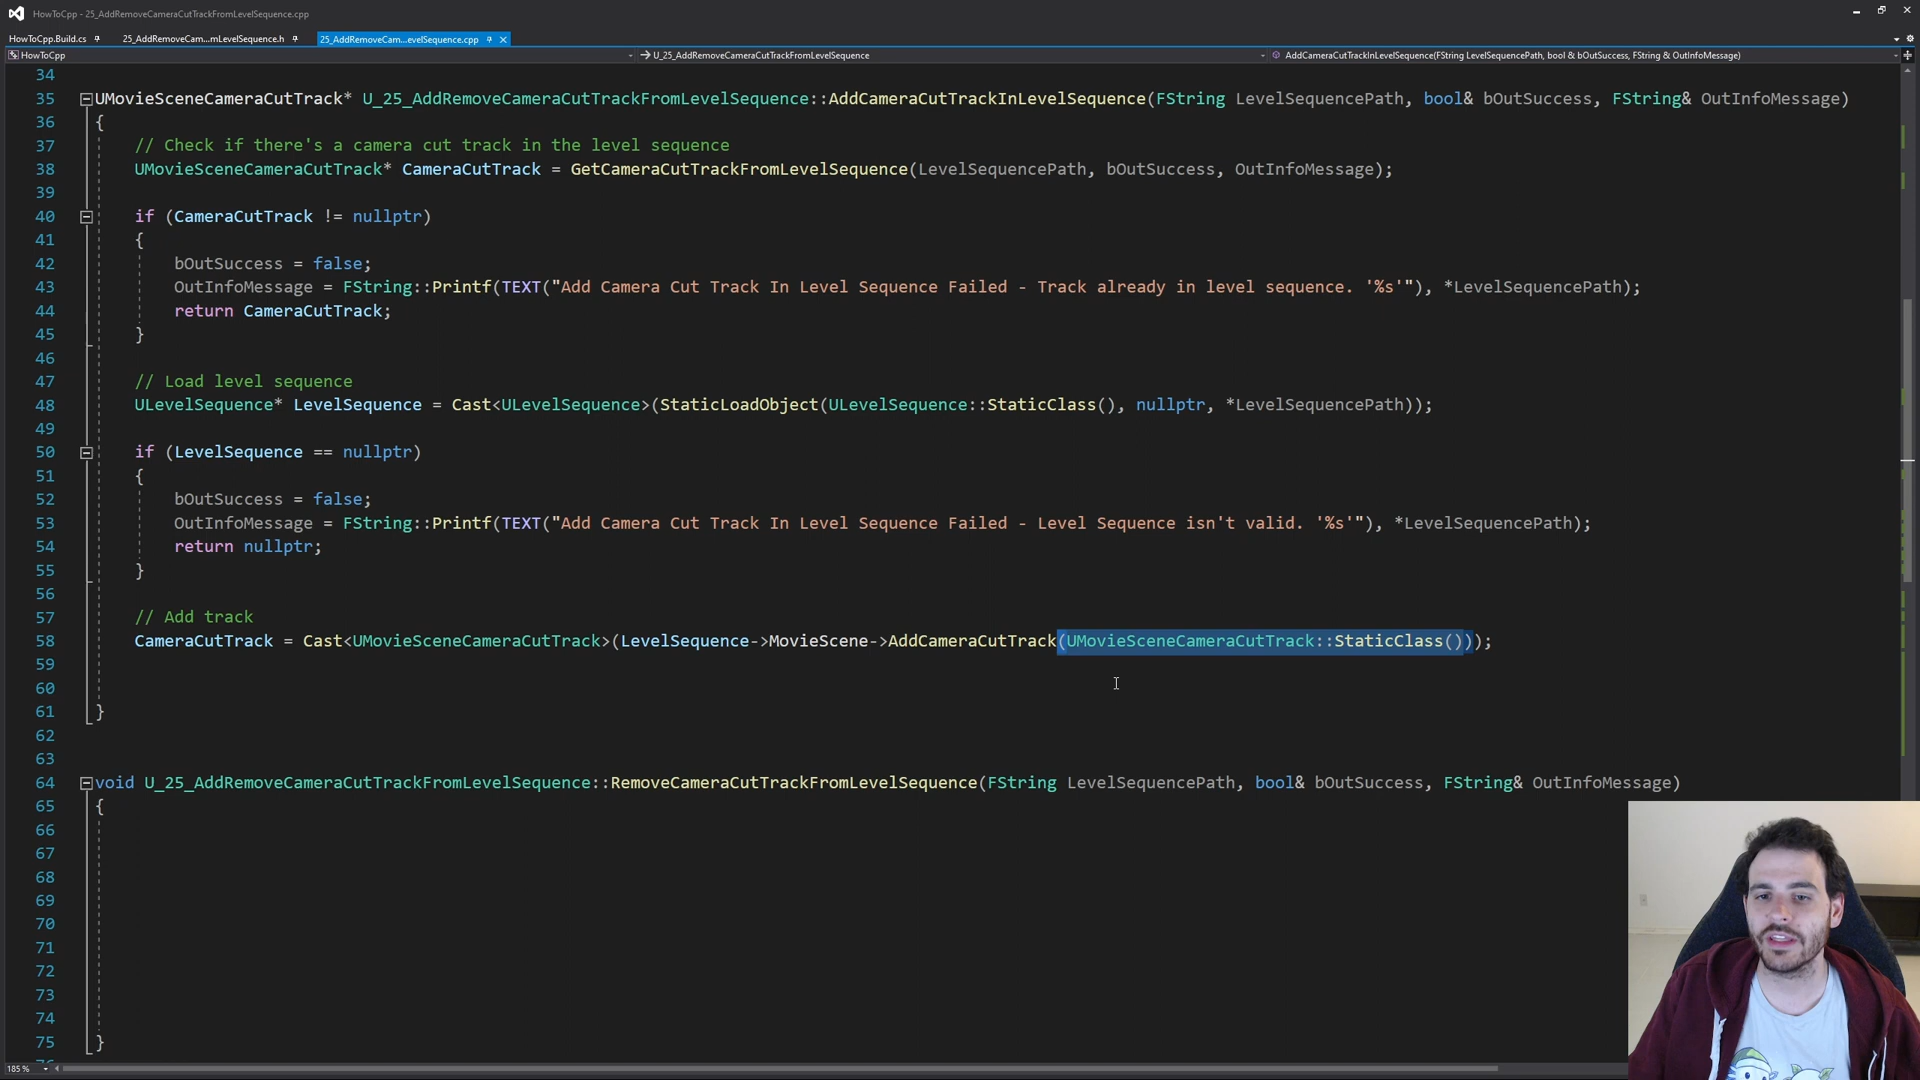 HowToCpp - 25_AddRemoveCameraCutTrackFromLevelSequence.cpp
HowToCpp.Build.cs 25_AddRemoveCam...mLevelSequence.h 25_AddRemoveCam...evelSequence.cpp
HowToCpp U_25_AddRemoveCameraCutTrackFromLevelSequence AddCameraCutTrackInLevelSequence(FString LevelSequencePath, bool & bOutSuccess, FString & OutInfoMessage)
34
35 UMovieSceneCameraCutTrack* U_25_AddRemoveCameraCutTrackFromLevelSequence::AddCameraCutTrackInLevelSequence(FString LevelSequencePath, bool& bOutSuccess, FString& OutInfoMessage)
36 {
37 // Check if there's a camera cut track in the level sequence
38 UMovieSceneCameraCutTrack* CameraCutTrack = GetCameraCutTrackFromLevelSequence(LevelSequencePath, bOutSuccess, OutInfoMessage);
39
40 if (CameraCutTrack != nullptr)
41 {
42 bOutSuccess = false;
43 OutInfoMessage = FString::Printf(TEXT("Add Camera Cut Track In Level Sequence Failed - Track already in level sequence. '%s'"), *LevelSequencePath);
44 return CameraCutTrack;
45 }
46
47 // Load level sequence
48 ULevelSequence* LevelSequence = Cast<ULevelSequence>(StaticLoadObject(ULevelSequence::StaticClass(), nullptr, *LevelSequencePath));
49
50 if (LevelSequence == nullptr)
51 {
52 bOutSuccess = false;
53 OutInfoMessage = FString::Printf(TEXT("Add Camera Cut Track In Level Sequence Failed - Level Sequence isn't valid. '%s'"), *LevelSequencePath);
54 return nullptr;
55 }
56
57 // Add track
58 CameraCutTrack = Cast<UMovieSceneCameraCutTrack>(LevelSequence->MovieScene->AddCameraCutTrack(UMovieSceneCameraCutTrack::StaticClass()));
59
60
61 }
62
63
64 void U_25_AddRemoveCameraCutTrackFromLevelSequence::RemoveCameraCutTrackFromLevelSequence(FString LevelSequencePath, bool& bOutSuccess, FString& OutInfoMessage)
65 {
66
67
68
69
70
71
72
73
74
75 }
185 %